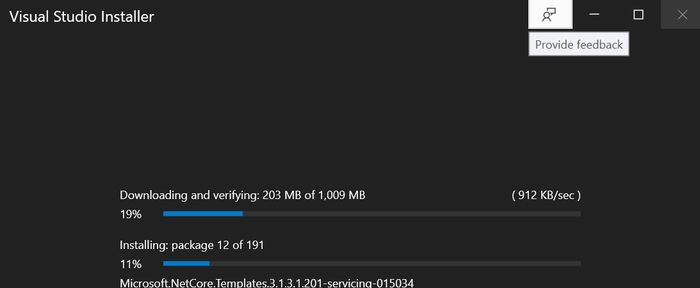 Visual Studio Installer
Provide feedback
Downloading and verifying: 203 MB of 1,009 MB ( 912 KB/sec )
19%
Installing: package 12 of 191
11%
Microsoft.NetCore.Templates.3.1.3.1.201-servicing-015034